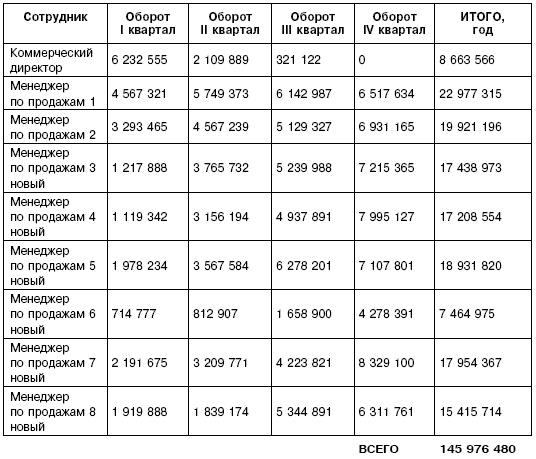 Сотрудник Оборот I квартал Оборот II квартал Оборот III квартал Оборот IV квартал ИТОГО, год
Коммерческий директор 6 232 555 2 109 889 321 122 0 8 663 566
Менеджер по продажам 1 4 567 321 5 749 373 6 142 987 6 517 634 22 977 315
Менеджер по продажам 2 3 293 465 4 567 239 5 129 327 6 931 165 19 921 196
Менеджер по продажам 3 новый 1 217 888 3 765 732 5 239 988 7 215 365 17 438 973
Менеджер по продажам 4 новый 1 119 342 3 156 194 4 937 891 7 995 127 17 208 554
Менеджер по продажам 5 новый 1 978 234 3 567 584 6 278 201 7 107 801 18 931 820
Менеджер по продажам 6 новый 714 777 812 907 1 658 900 4 278 391 7 464 975
Менеджер по продажам 7 новый 2 191 675 3 209 771 4 223 821 8 329 100 17 954 367
Менеджер по продажам 8 новый 1 919 888 1 839 174 5 344 891 6 311 761 15 415 714
ВСЕГО 145 976 480